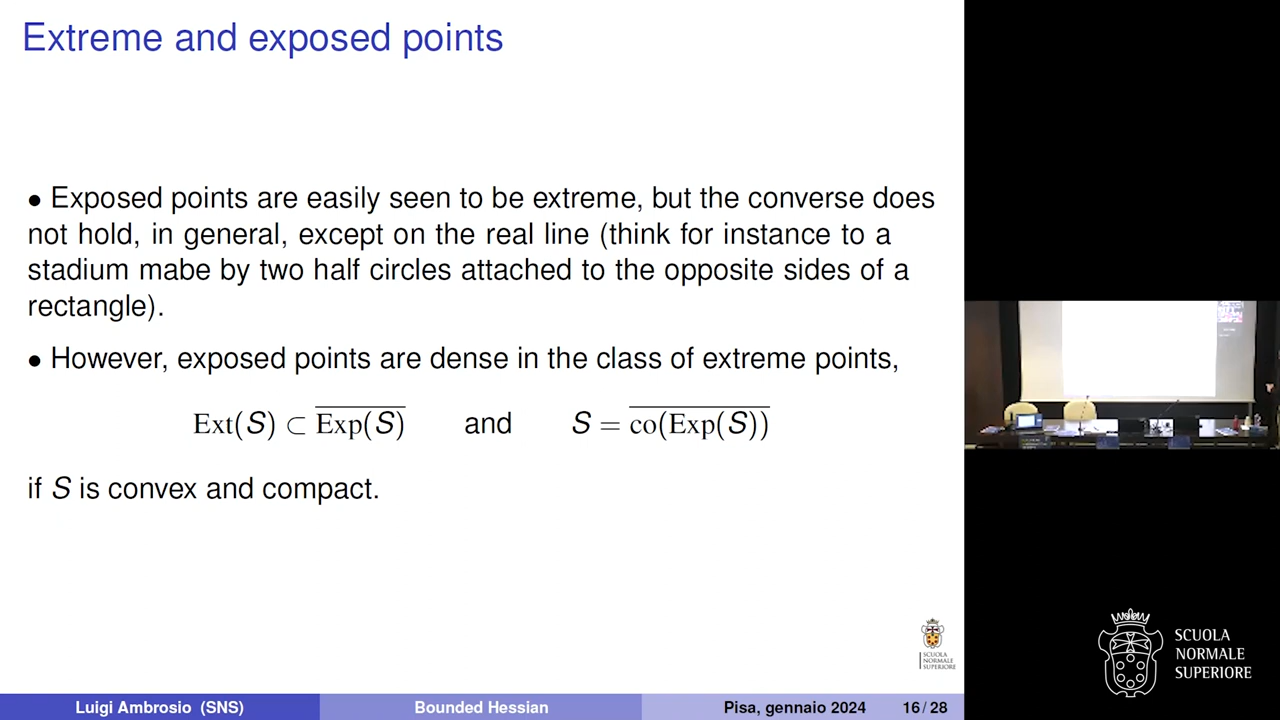 Extreme and exposed points
• Exposed points are easily seen to be extreme, but the converse does
not hold, in general, except on the real line (think for instance to a
stadium mabe by two half circles attached to the opposite sides of a
rectangle).
• However, exposed points are dense in the class of extreme points,
Ext(S) ⊂ \overline{Exp(S)} and S = \overline{co(Exp(S))}
if S is convex and compact.
SCUOLA
NORMALE
SUPERIORE
Luigi Ambrosio (SNS) Bounded Hessian Pisa, gennaio 2024 16 / 28
SCUOLA
NORMALE
SUPERIORE